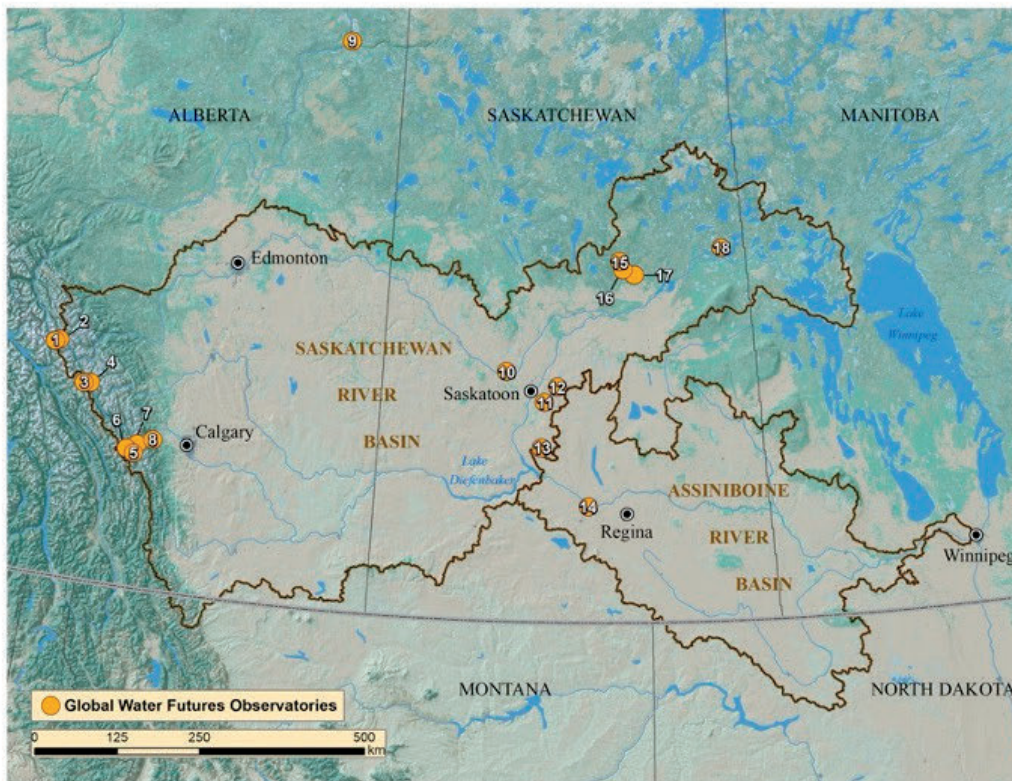 9
ALBERTA
SASKATCHEWAN
MANITOBA
18
15
17
16
Edmonton
Lake
Winnipeg
2
1
SASKATCHEWAN
4
3
10
RIVER
Saskatoon
12
11
7
6
8
5
Calgary
BASIN
13
Lake
Diefenbaker
ASSINIBOINE
14
Regina
RIVER
Winnipeg
BASIN
MONTANA
NORTH DAKOTA
Global Water Futures Observatories
0 125 250 500
km